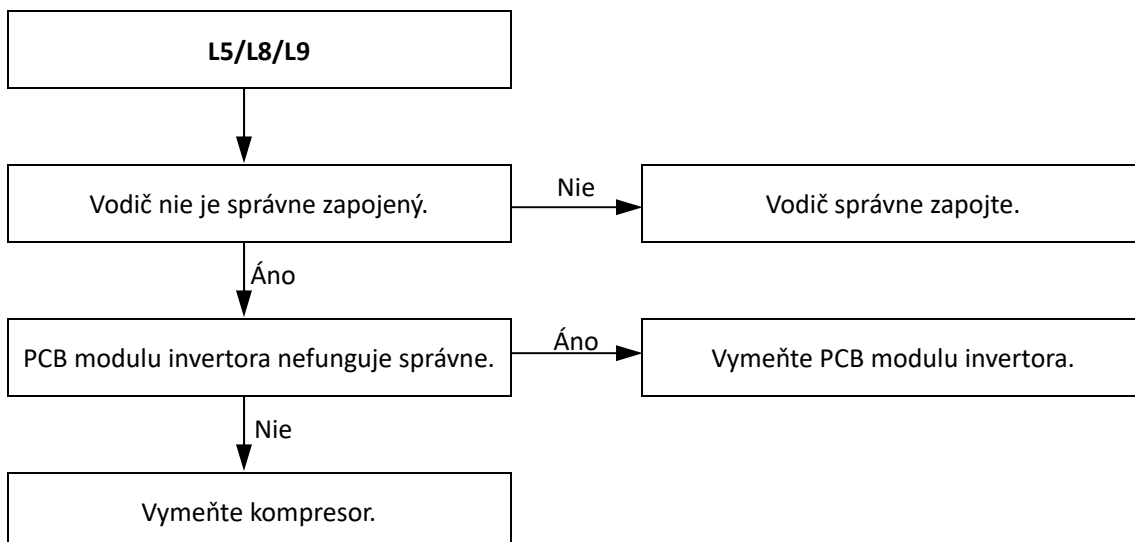 L5/L8/L9
Vodič nie je správne zapojený.
Nie
Vodič správne zapojte.
Áno
PCB modulu invertora nefunguje správne.
Áno
Vymeňte PCB modulu invertora.
Nie
Vymeňte kompresor.